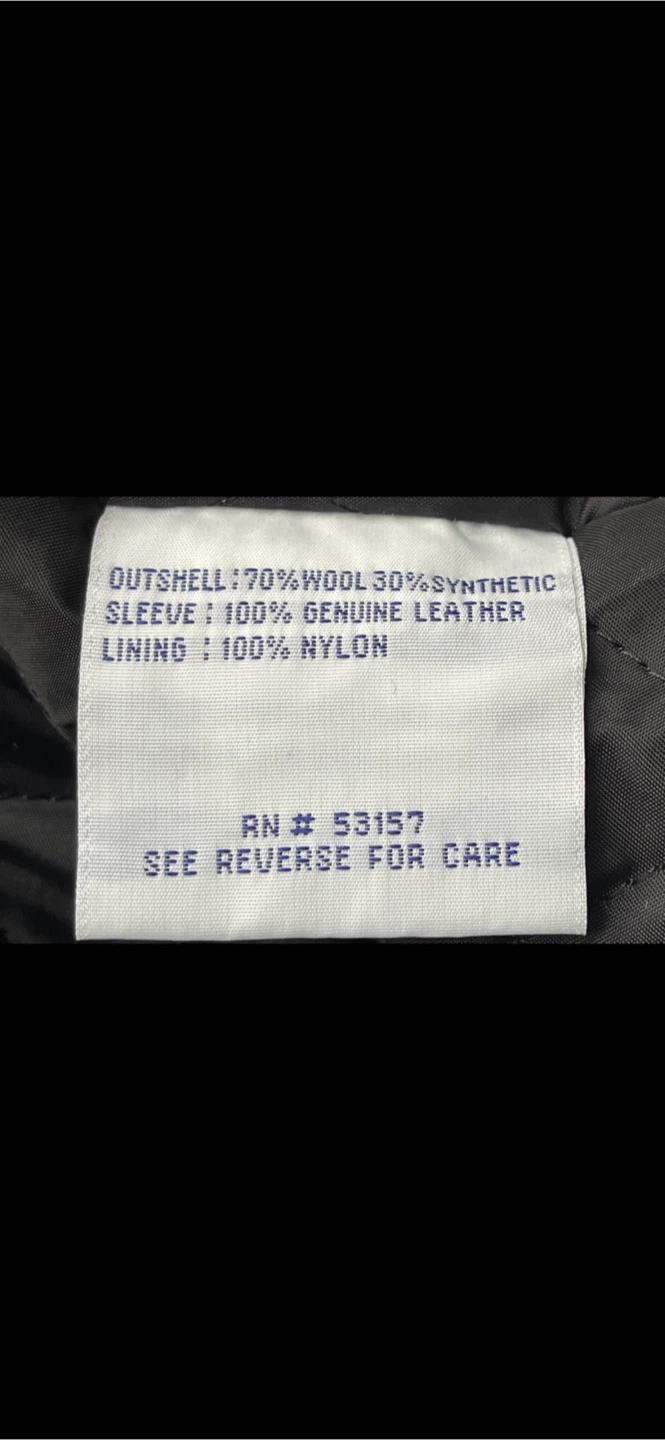 OUTSHELL:70%WOOL 30%SYNTHETIC
SLEEVE : 100% GENUINE LEATHER
LINING : 100% NYLON
RN # 53157
SEE REVERSE FOR CARE